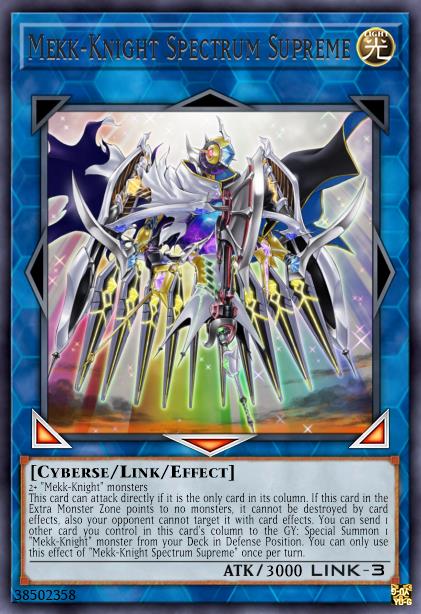 Mekk-Knight Spectrum Supreme
LIGHT
光
[Cyberse/Link/Effect]
2+ "Mekk-Knight" monsters
This card can attack directly if it is the only card in its column. If this card in the
Extra Monster Zone points to no monsters, it cannot be destroyed by card
effects, also your opponent cannot target it with card effects. You can send 1
other card you control in this card's column to the GY: Special Summon 1
"Mekk-Knight" monster from your Deck in Defense Position. You can only use
this effect of "Mekk-Knight Spectrum Supreme" once per turn.
ATK/3000 LINK-3
38502358